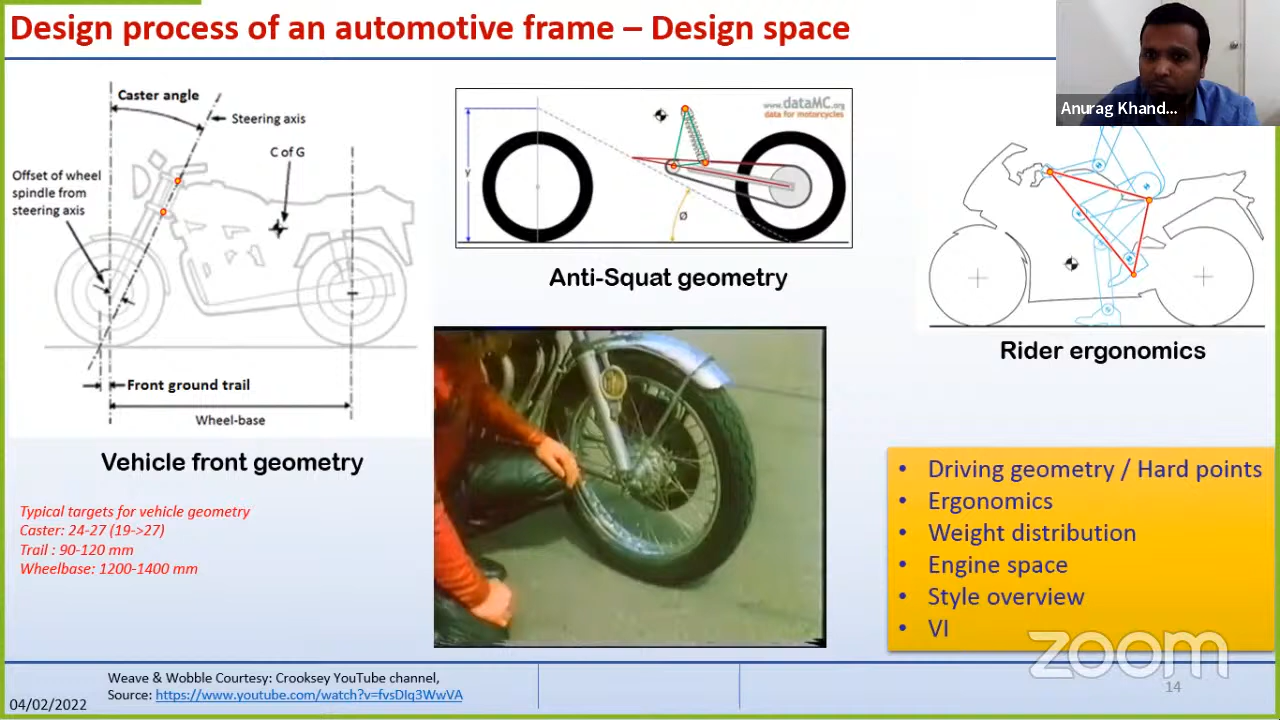 Design process of an automotive frame – Design space
Anurag Khand...
Caster angle
Steering axis
C of G
Offset of wheel
spindle from
steering axis
Front ground trail
Wheel-base
Vehicle front geometry
Typical targets for vehicle geometry
Caster: 24-27 (19->27)
Trail : 90-120 mm
Wheelbase: 1200-1400 mm
www.dataMC.org
data for motorcycles
y
Ø
Anti-Squat geometry
Rider ergonomics
• Driving geometry / Hard points
• Ergonomics
• Weight distribution
• Engine space
• Style overview
• VI
zoom
14
Weave & Wobble Courtesy: Crooksey YouTube channel,
Source: https://www.youtube.com/watch?v=fvsDIq3WwVA
04/02/2022